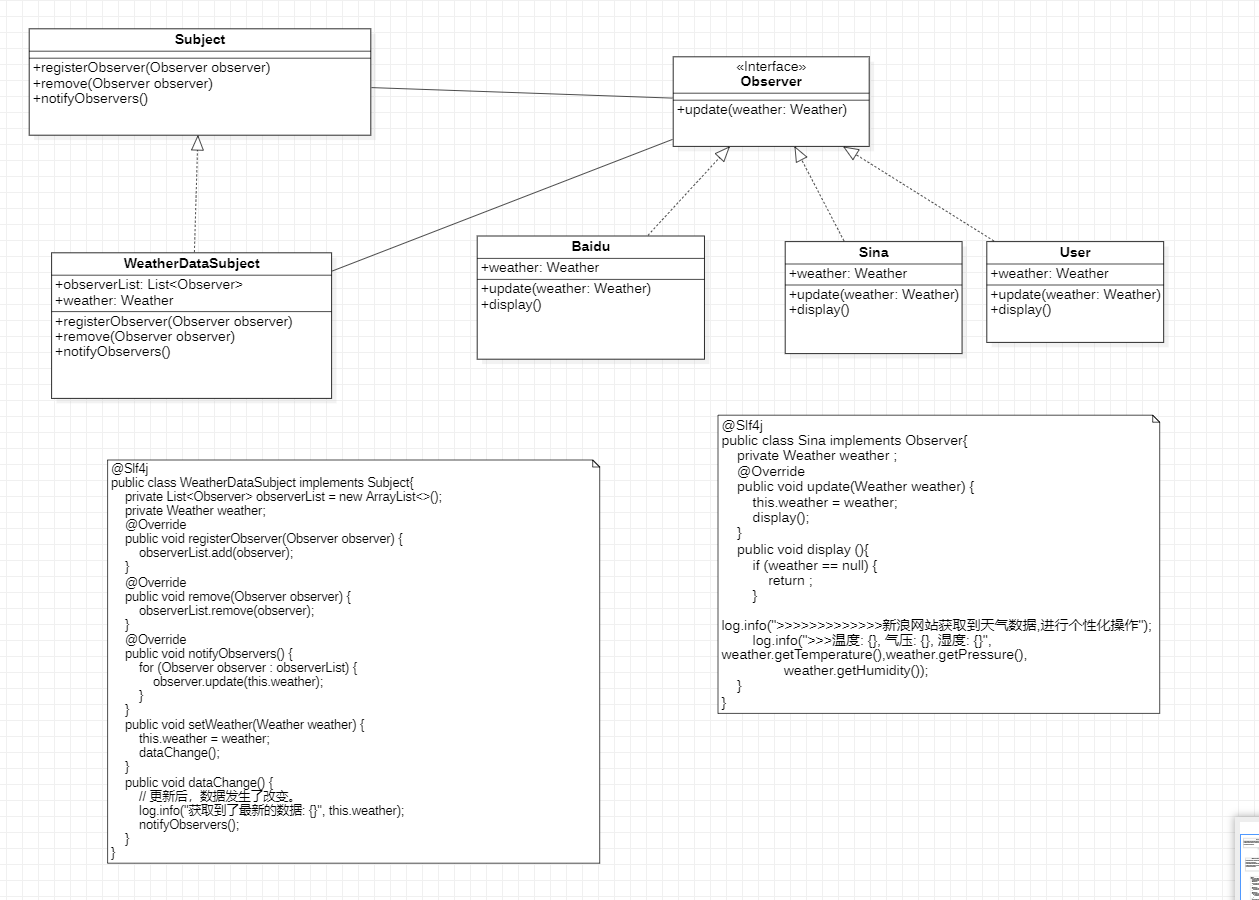 Subject
+registerObserver(Observer observer)
+remove(Observer observer)
+notifyObservers()
«Interface»
Observer
+update(weather: Weather)
WeatherDataSubject
+observerList: List<Observer>
+weather: Weather
+registerObserver(Observer observer)
+remove(Observer observer)
+notifyObservers()
Baidu
+weather: Weather
+update(weather: Weather)
+display()
Sina
+weather: Weather
+update(weather: Weather)
+display()
User
+weather: Weather
+update(weather: Weather)
+display()
@Slf4j
public class WeatherDataSubject implements Subject{
private List<Observer> observerList = new ArrayList<>();
private Weather weather;
@Override
public void registerObserver(Observer observer) {
observerList.add(observer);
}
@Override
public void remove(Observer observer) {
observerList.remove(observer);
}
@Override
public void notifyObservers() {
for (Observer observer : observerList) {
observer.update(this.weather);
}
}
public void setWeather(Weather weather) {
this.weather = weather;
dataChange();
}
public void dataChange() {
// 更新后，数据发生了改变。
log.info("获取到了最新的数据: {}", this.weather);
notifyObservers();
}
}
@Slf4j
public class Sina implements Observer{
private Weather weather ;
@Override
public void update(Weather weather) {
this.weather = weather;
display();
}
public void display (){
if (weather == null) {
return ;
}
log.info(">>>>>>>>>>>>>新浪网站获取到天气数据,进行个性化操作");
log.info(">>>温度: {}, 气压: {}, 湿度: {}",
weather.getTemperature(),weather.getPressure(),
weather.getHumidity());
}
}